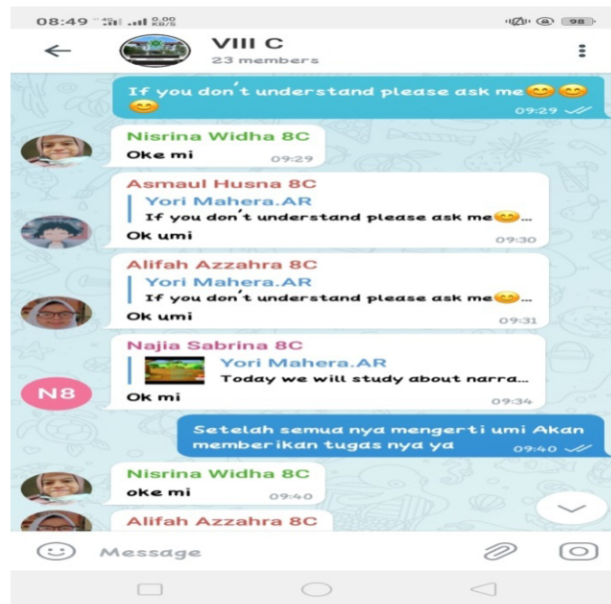 08:49 4G 0.00 KB/S 98
VIII C
23 members
If you don't understand please ask me😊😊
😊
09:29
Nisrina Widha 8C
Oke mi 09:29
Asmaul Husna 8C
Yori Mahera.AR
If you don't understand please ask me😊...
Ok umi 09:30
Alifah Azzahra 8C
Yori Mahera.AR
If you don't understand please ask me😊...
Ok umi 09:31
Najia Sabrina 8C
Yori Mahera.AR
Today we will study about narra...
N8
Ok mi 09:34
Setelah semua nya mengerti umi Akan
memberikan tugas nya ya 09:40
Nisrina Widha 8C
oke mi 09:40
Alifah Azzahra 8C
Message